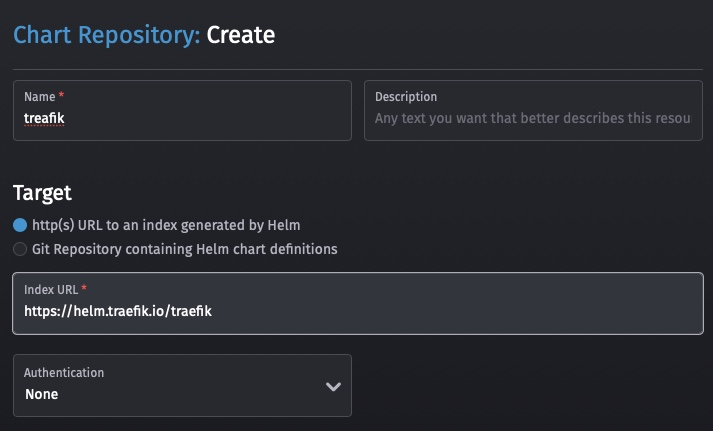 Chart Repository: Create
Name *
treafik
Description
Any text you want that better describes this resou
Target
http(s) URL to an index generated by Helm
Git Repository containing Helm chart definitions
Index URL *
https://helm.traefik.io/traefik
Authentication
None